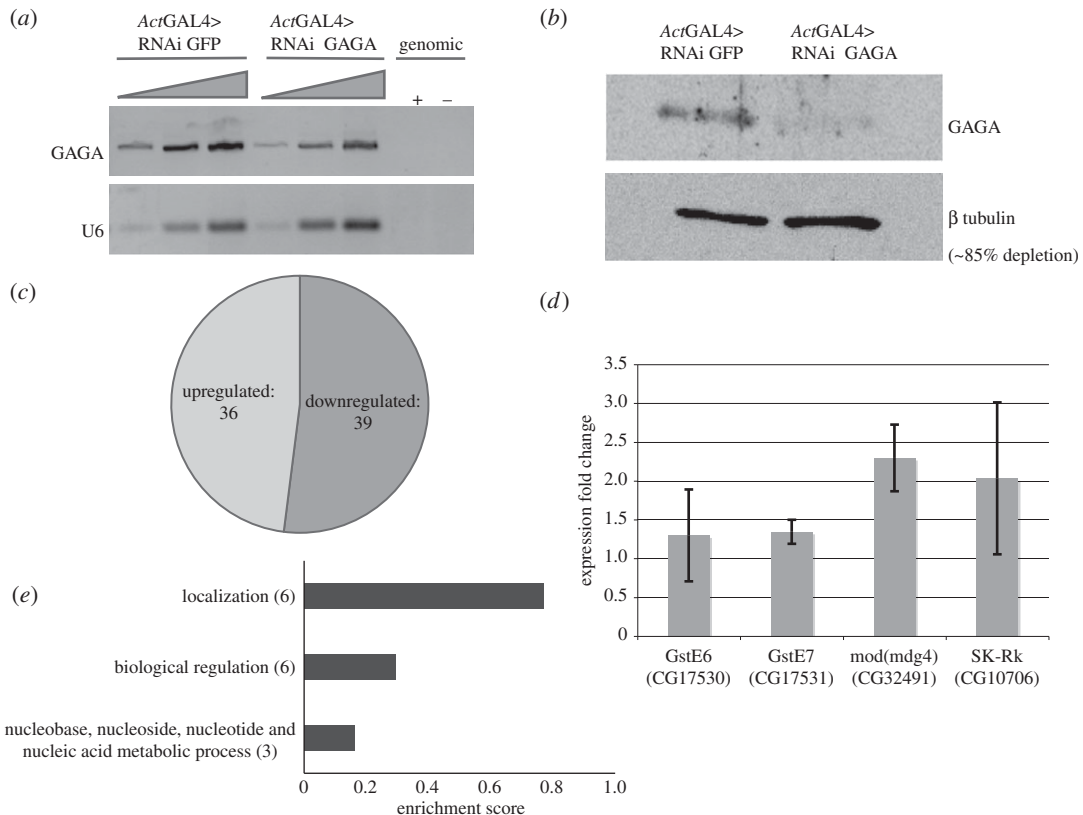 (a)
ActGAL4>
RNAi GFP
ActGAL4>
RNAi GAGA
genomic
+ –
GAGA
U6
(b)
ActGAL4>
RNAi GFP
ActGAL4>
RNAi GAGA
GAGA
β tubulin
(~85% depletion)
(c)
upregulated:
36
downregulated:
39
(d)
expression fold change
3.5
3.0
2.5
2.0
1.5
1.0
0.5
0
GstE6
(CG17530)
GstE7
(CG17531)
mod(mdg4)
(CG32491)
SK-Rk
(CG10706)
(e)
localization (6)
biological regulation (6)
nucleobase, nucleoside, nucleotide and
nucleic acid metabolic process (3)
0 0.2 0.4 0.6 0.8 1.0
enrichment score